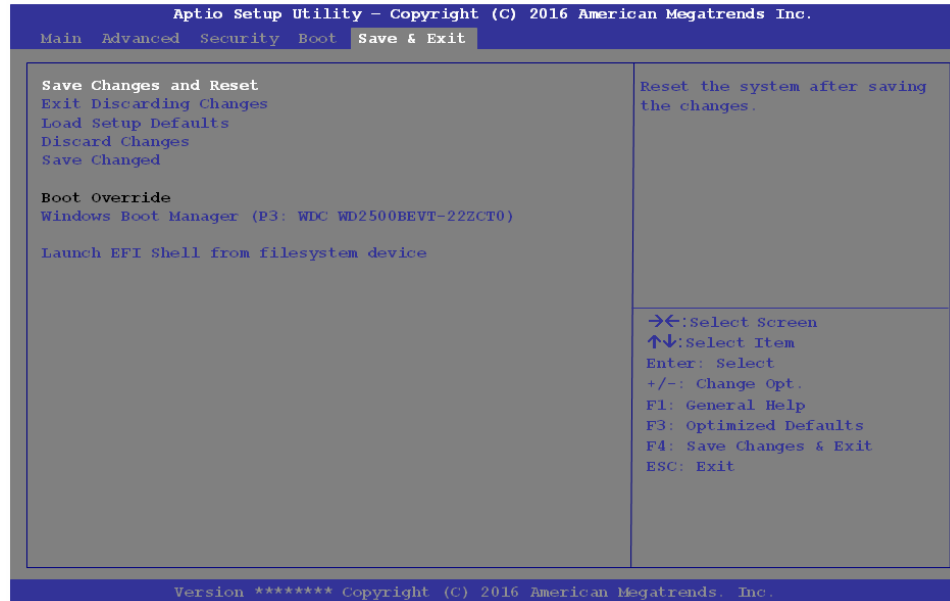 Aptio Setup Utility – Copyright (C) 2016 American Megatrends Inc.
Main Advanced Security Boot Save & Exit
Save Changes and Reset
Exit Discarding Changes
Load Setup Defaults
Discard Changes
Save Changed
Boot Override
Windows Boot Manager (P3: WDC WD2500BEVT-22ZCT0)
Launch EFI Shell from filesystem device
Reset the system after saving
the changes.
→←:Select Screen
↑↓:Select Item
Enter: Select
+/-: Change Opt.
F1: General Help
F3: Optimized Defaults
F4: Save Changes & Exit
ESC: Exit
Version ******** Copyright (C) 2016 American Megatrends. Inc.